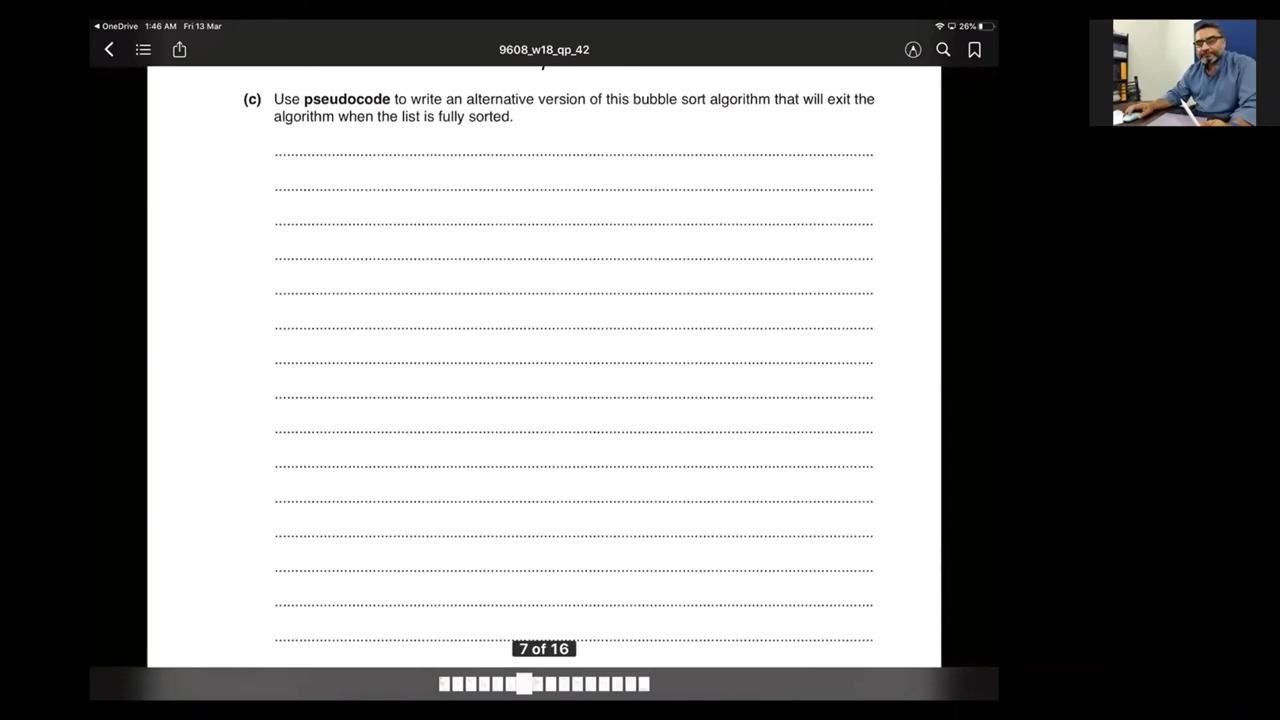 OneDrive 1:46 AM Fri 13 Mar
26%
9608_w18_qp_42
(c) Use pseudocode to write an alternative version of this bubble sort algorithm that will exit the
algorithm when the list is fully sorted.
7 of 16